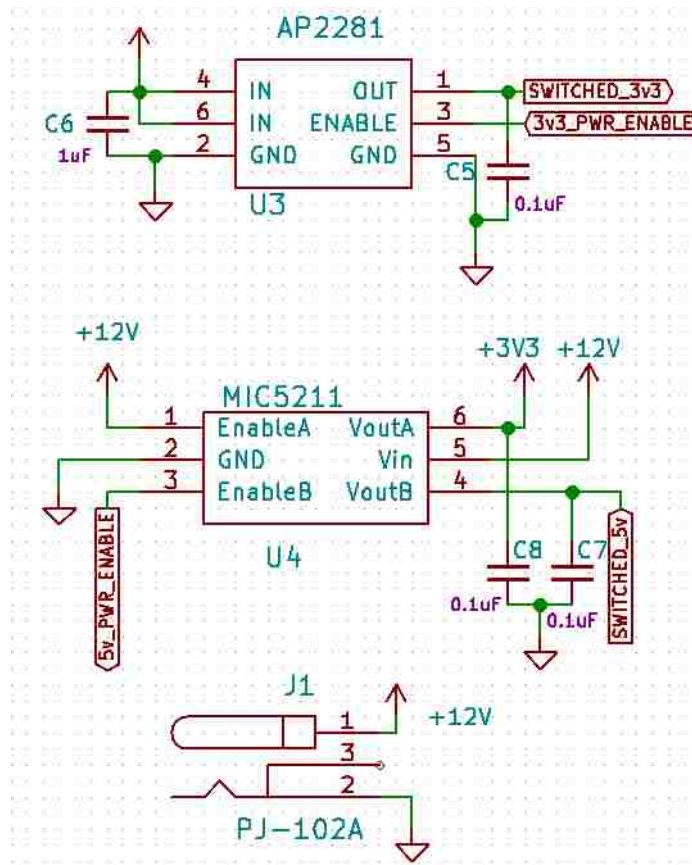 AP2281
4 IN OUT 1 SWITCHED_3v3
6 IN ENABLE 3 3v3_PWR_ENABLE
C6
1uF
2 GND GND 5
C5
0.1uF
U3
+12V +3V3 +12V
MIC5211
1 EnableA VoutA 6
2 GND Vin 5
3 EnableB VoutB 4
5v_PWR_ENABLE
U4
C8 C7
0.1uF 0.1uF
SWITCHED_5v
J1
1 +12V
3
2
PJ-102A